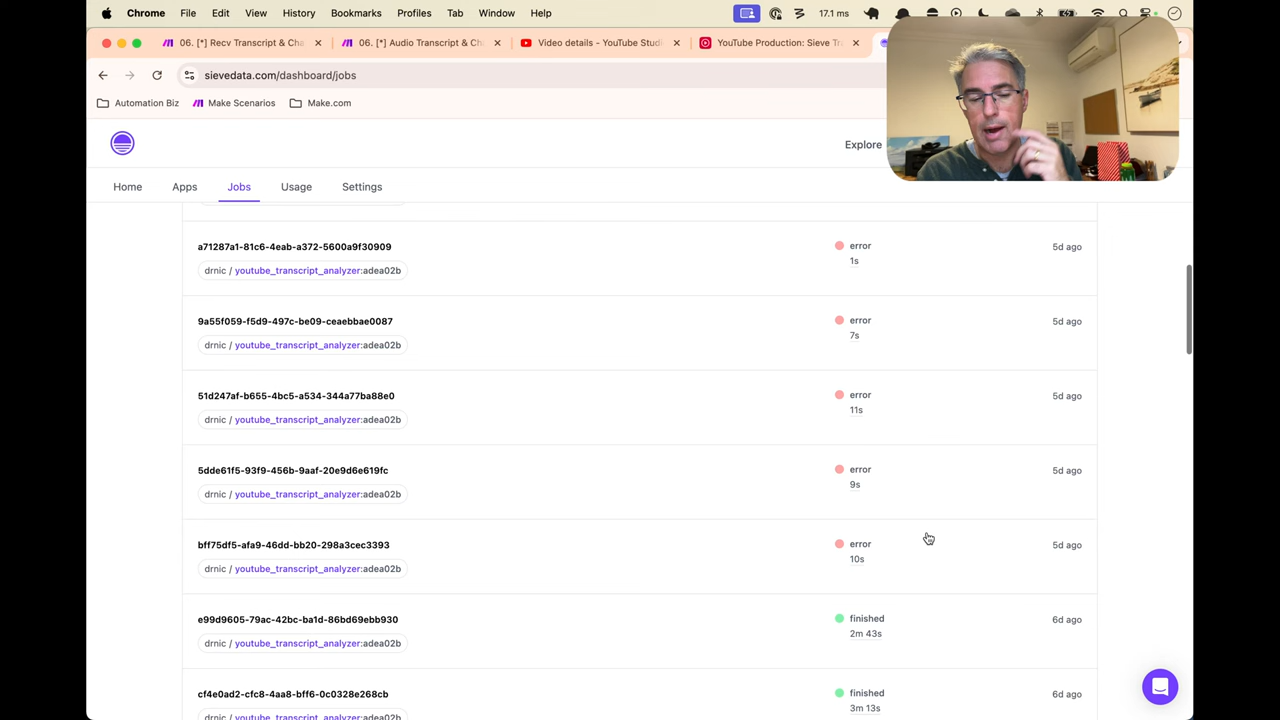 Chrome File Edit View History Bookmarks Profiles Tab Window Help 17.1 ms
06. [*] Recv Transcript & Cha
06. [*] Audio Transcript & Ch
Video details - YouTube Studi
YouTube Production: Sieve Tr
sievedata.com/dashboard/jobs
Automation Biz Make Scenarios Make.com
Explore
Home Apps Jobs Usage Settings
a71287a1-81c6-4eab-a372-5600a9f30909 error 5d ago
1s
drnic / youtube_transcript_analyzer:adea02b
9a55f059-f5d9-497c-be09-ceaebbae0087 error 5d ago
7s
drnic / youtube_transcript_analyzer:adea02b
51d247af-b655-4bc5-a534-344a77ba88e0 error 5d ago
11s
drnic / youtube_transcript_analyzer:adea02b
5dde61f5-93f9-456b-9aaf-20e9d6e619fc error 5d ago
9s
drnic / youtube_transcript_analyzer:adea02b
bff75df5-afa9-46dd-bb20-298a3cec3393 error 5d ago
10s
drnic / youtube_transcript_analyzer:adea02b
e99d9605-79ac-42bc-ba1d-86bd69ebb930 finished 6d ago
2m 43s
drnic / youtube_transcript_analyzer:adea02b
cf4e0ad2-cfc8-4aa8-bff6-0c0328e268cb finished 6d ago
3m 13s
drnic / youtube_transcript_analyzer:adea02b